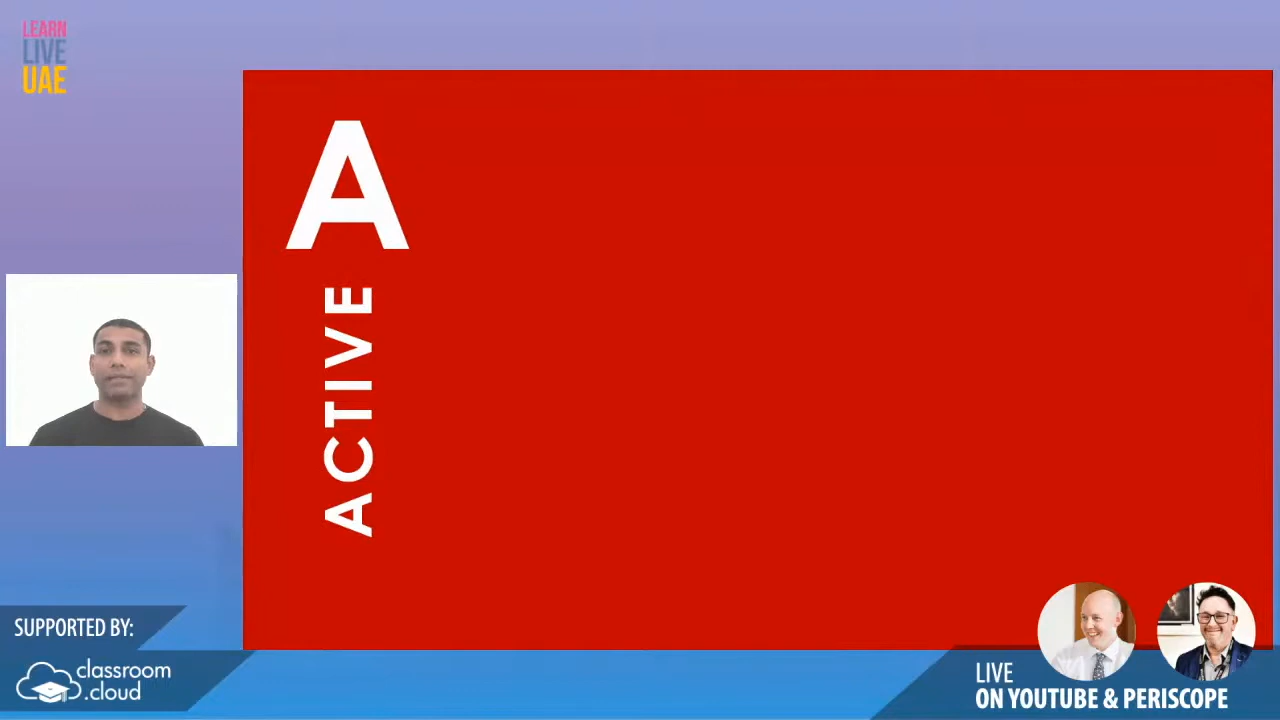 LEARN
LIVE
UAE
A
ACTIVE
SUPPORTED BY:
classroom
.cloud
LIVE
ON YOUTUBE & PERISCOPE